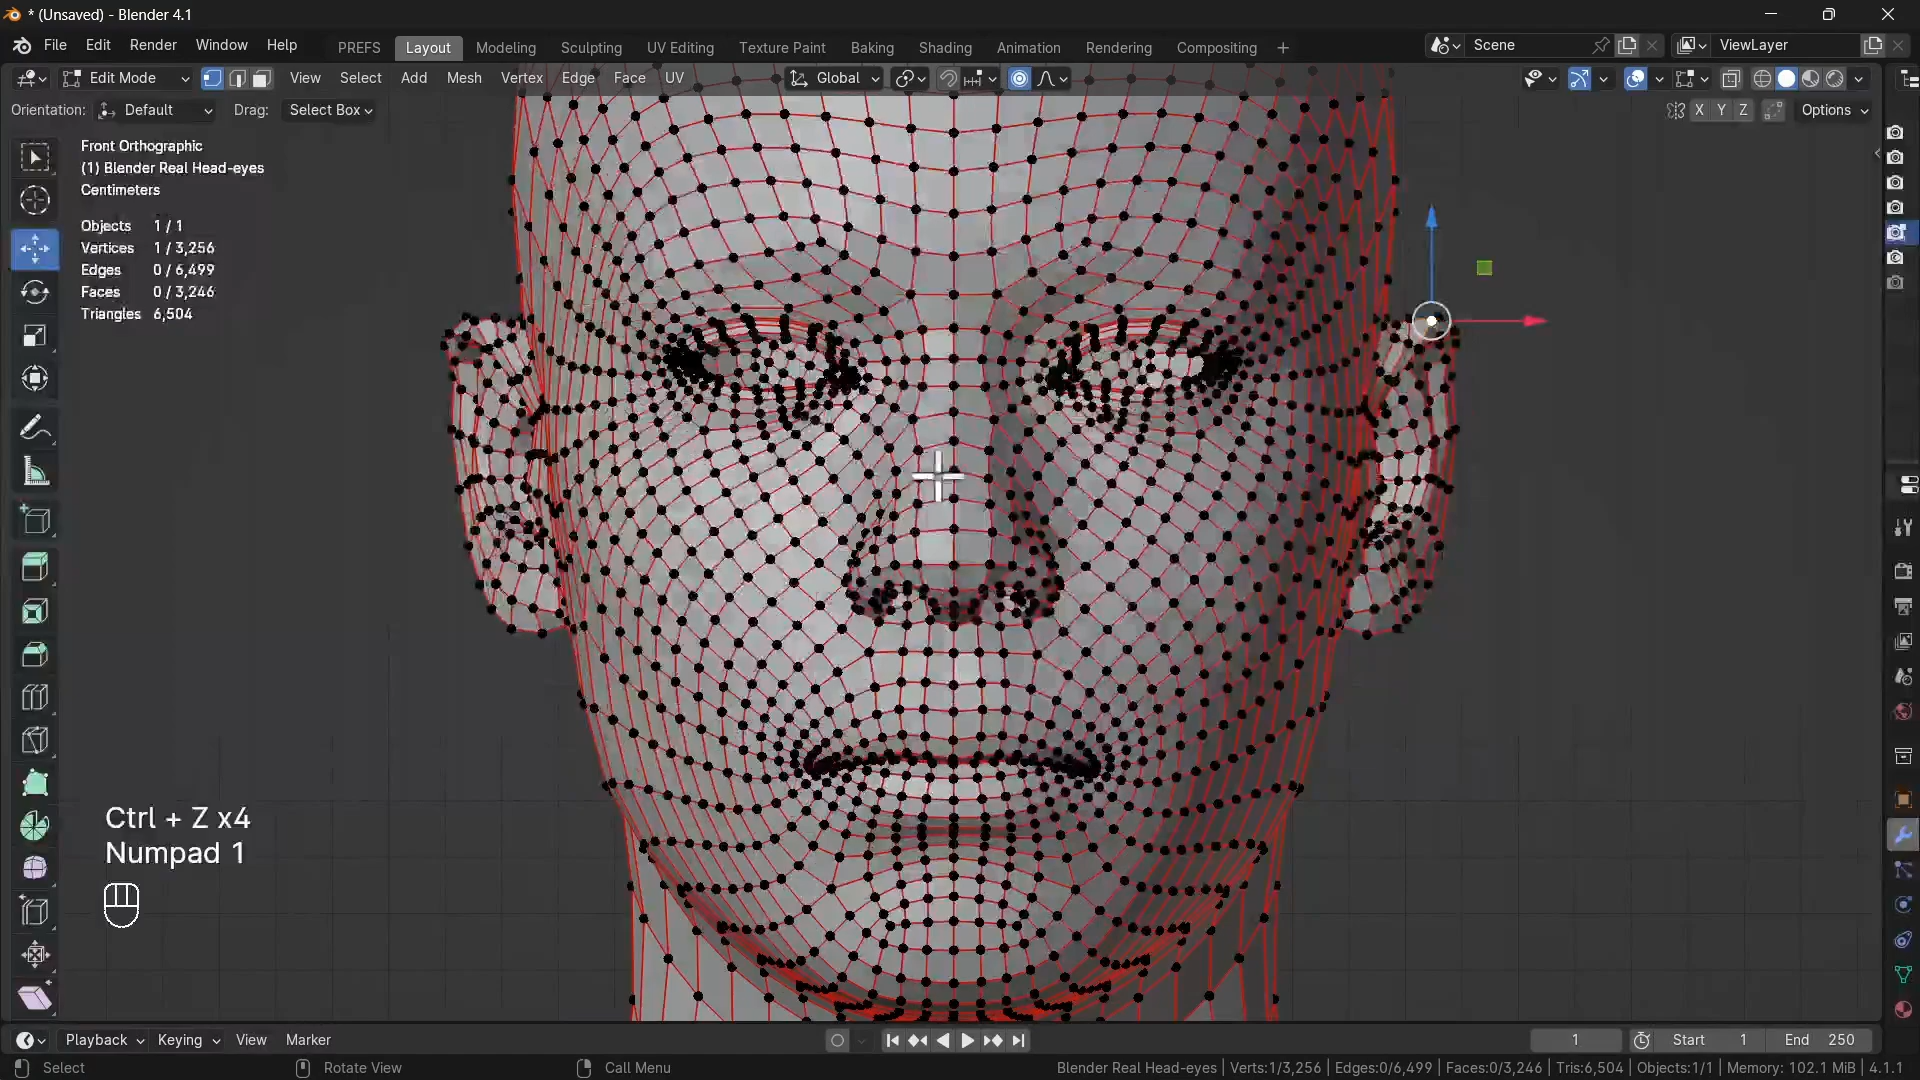 * (Unsaved) - Blender 4.1
File Edit Render Window Help PREFS Layout Modeling Sculpting UV Editing Texture Paint Baking Shading Animation Rendering Compositing + Scene ViewLayer
Edit Mode View Select Add Mesh Vertex Edge Face UV Global
Orientation: Default Drag: Select Box X Y Z Options
Front Orthographic
(1) Blender Real Head-eyes
Centimeters
Objects 1 / 1
Vertices 1 / 3,256
Edges 0 / 6,499
Faces 0 / 3,246
Triangles 6,504
Ctrl + Z x4
Numpad 1
Playback Keying View Marker 1 Start 1 End 250
Select Rotate View Call Menu Blender Real Head-eyes | Verts:1/3,256 | Edges:0/6,499 | Faces:0/3,246 | Tris:6,504 | Objects:1/1 | Memory: 102.1 MiB | 4.1.1